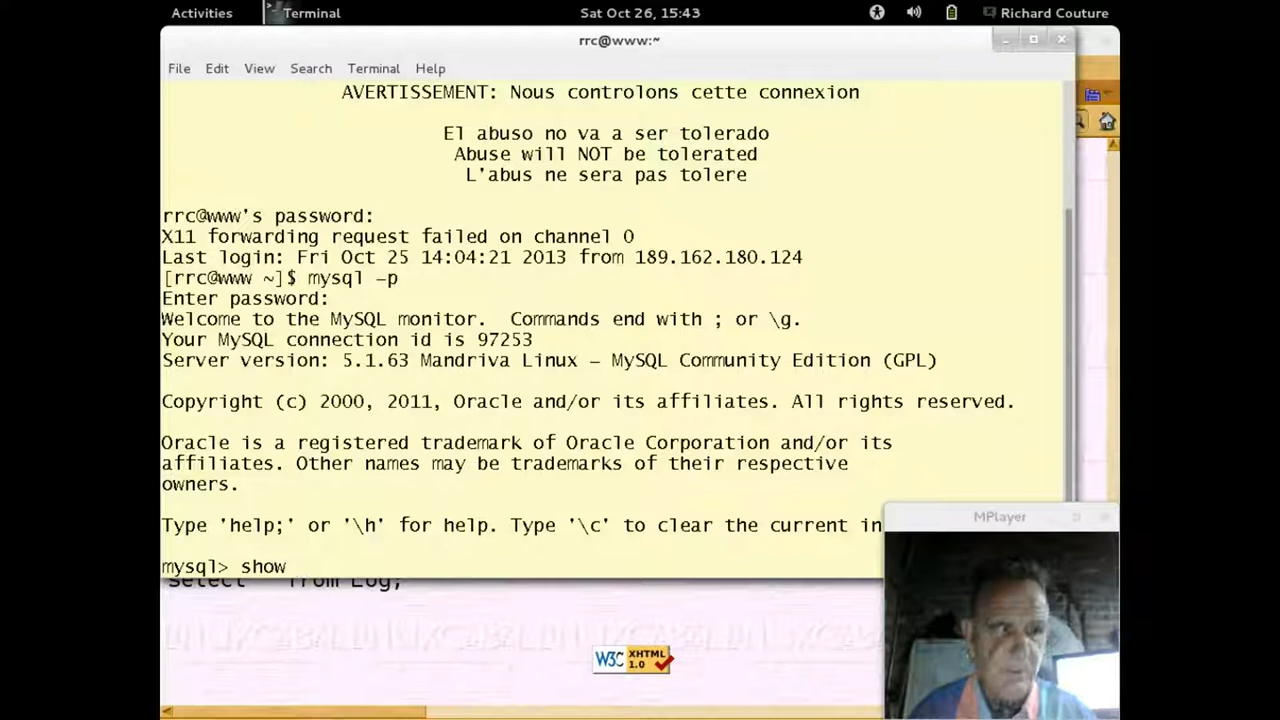 Activities Terminal Sat Oct 26, 15:43 Richard Couture
rrc@www:~
File Edit View Search Terminal Help
AVERTISSEMENT: Nous controlons cette connexion
El abuso no va a ser tolerado
Abuse will NOT be tolerated
L'abus ne sera pas tolere
rrc@www's password:
X11 forwarding request failed on channel 0
Last login: Fri Oct 25 14:04:21 2013 from 189.162.180.124
[rrc@www ~]$ mysql -p
Enter password:
Welcome to the MySQL monitor.  Commands end with ; or \g.
Your MySQL connection id is 97253
Server version: 5.1.63 Mandriva Linux - MySQL Community Edition (GPL)
Copyright (c) 2000, 2011, Oracle and/or its affiliates. All rights reserved.
Oracle is a registered trademark of Oracle Corporation and/or its
affiliates. Other names may be trademarks of their respective
owners.
Type 'help;' or '\h' for help. Type '\c' to clear the current in
MPlayer
mysql> show
select from Log;
W3C XHTML 1.0